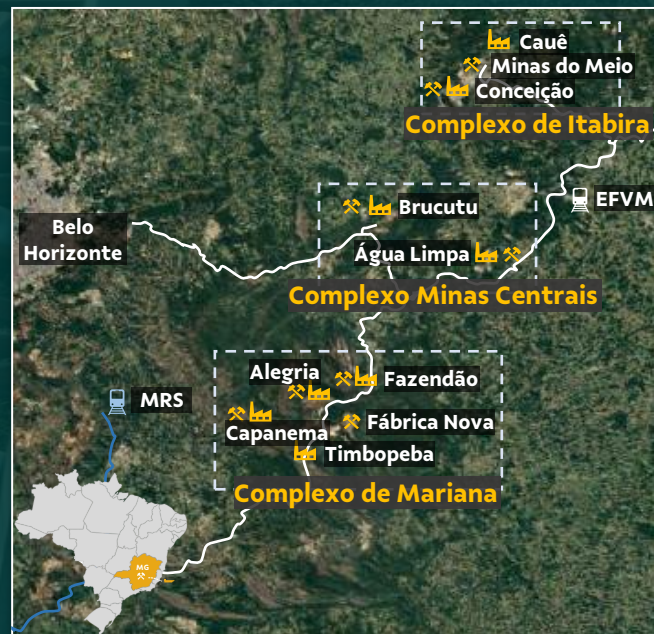 Cauê
Minas do Meio
Conceição
Complexo de Itabira
EFVM
Brucutu
Belo
Horizonte
Água Limpa
Complexo Minas Centrais
Alegria
Fazendão
MRS
Capanema
Fábrica Nova
Timbopeba
Complexo de Mariana
MG